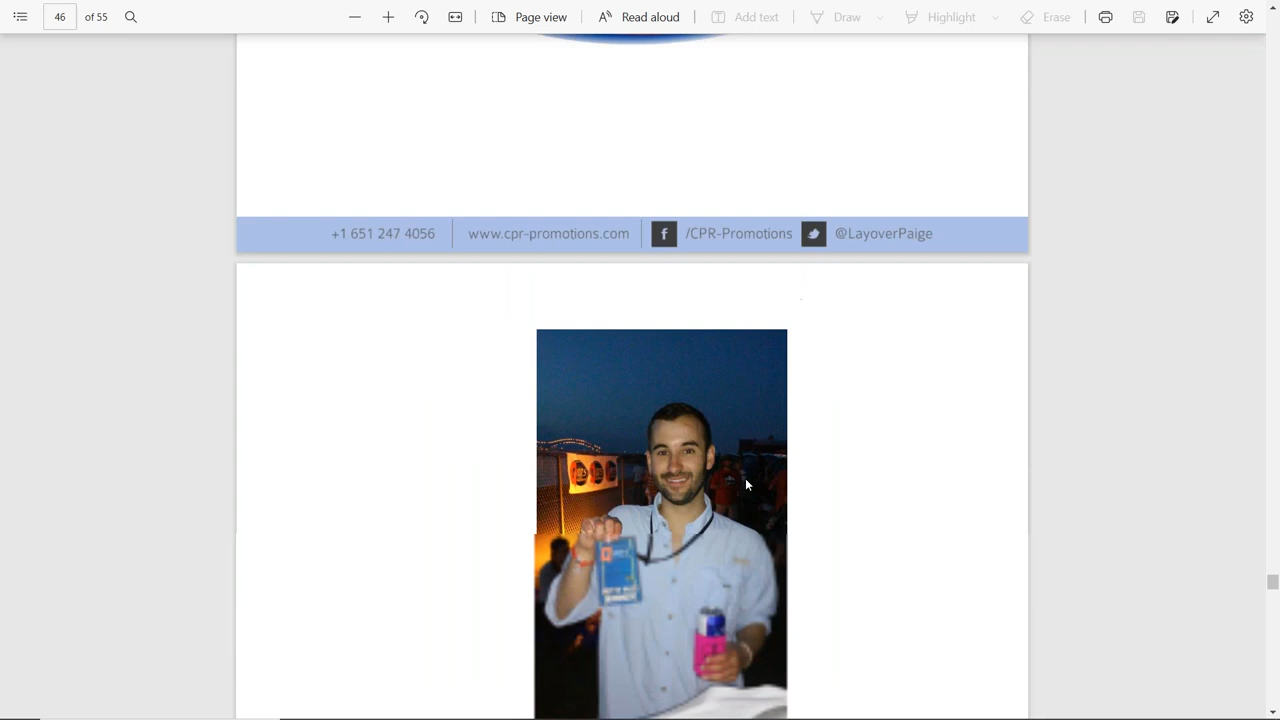 46 of 55 Page view Read aloud Add text Draw Highlight Erase
+1 651 247 4056 www.cpr-promotions.com f /CPR-Promotions @LayoverPaige